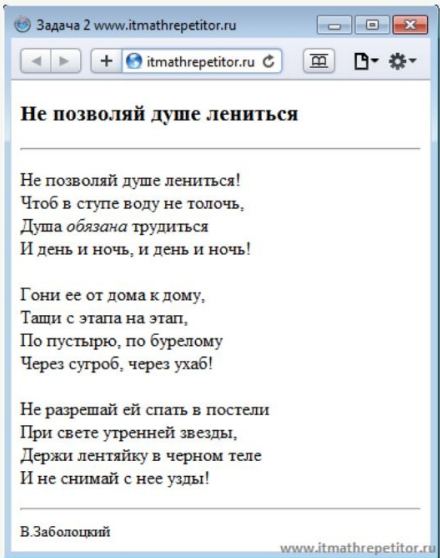 Задача 2 www.itmathrepetitor.ru
itmathrepetitor.ru
Не позволяй душе лениться
Не позволяй душе лениться!
Чтоб в ступе воду не толочь,
Душа обязана трудиться
И день и ночь, и день и ночь!
Гони ее от дома к дому,
Тащи с этапа на этап,
По пустырю, по бурелому
Через сугроб, через ухаб!
Не разрешай ей спать в постели
При свете утренней звезды,
Держи лентяйку в черном теле
И не снимай с нее узды!
В.Заболоцкий
www.itmathrepetitor.ru